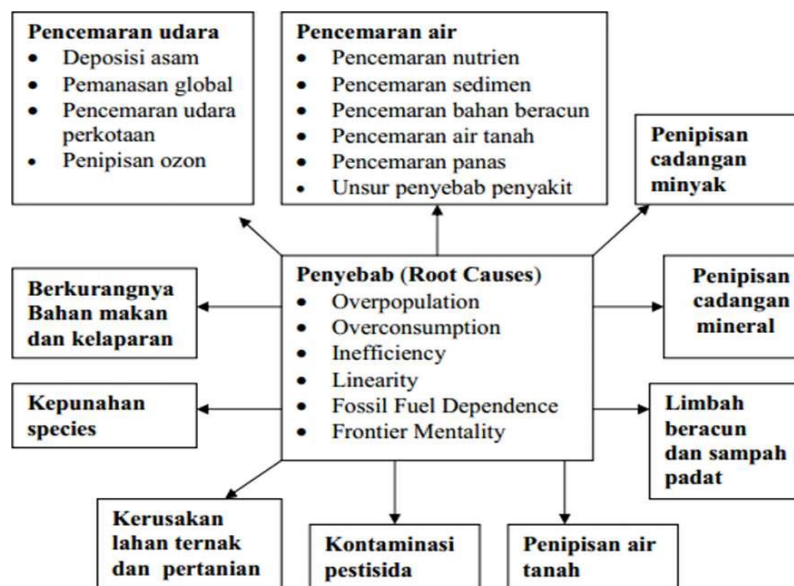 Pencemaran udara
• Deposisi asam
• Pemanasan global
• Pencemaran udara
perkotaan
• Penipisan ozon
Pencemaran air
• Pencemaran nutrien
• Pencemaran sedimen
• Pencemaran bahan beracun
• Pencemaran air tanah
• Pencemaran panas
• Unsur penyebab penyakit
Penipisan
cadangan
minyak
Berkurangnya
Bahan makan
dan kelaparan
Penyebab (Root Causes)
• Overpopulation
• Overconsumption
• Inefficiency
• Linearity
• Fossil Fuel Dependence
• Frontier Mentality
Penipisan
cadangan
mineral
Kepunahan
species
Limbah
beracun
dan sampah
padat
Kerusakan
lahan ternak
dan pertanian
Kontaminasi
pestisida
Penipisan air
tanah